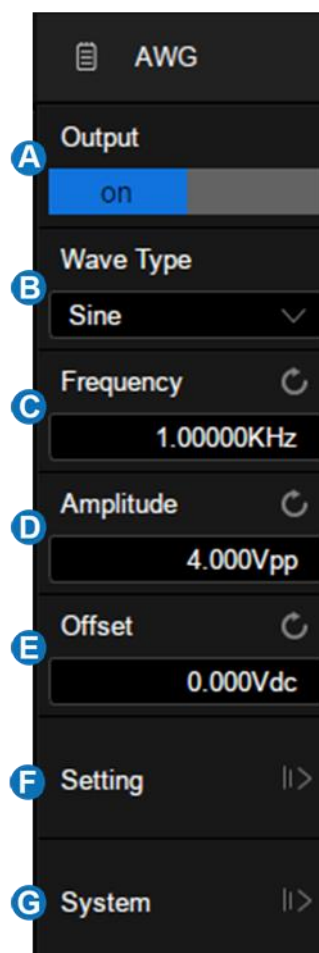 AWG
Output
A
on
Wave Type
B
Sine
Frequency
C
1.00000KHz
Amplitude
D
4.000Vpp
Offset
E
0.000Vdc
F Setting
G System